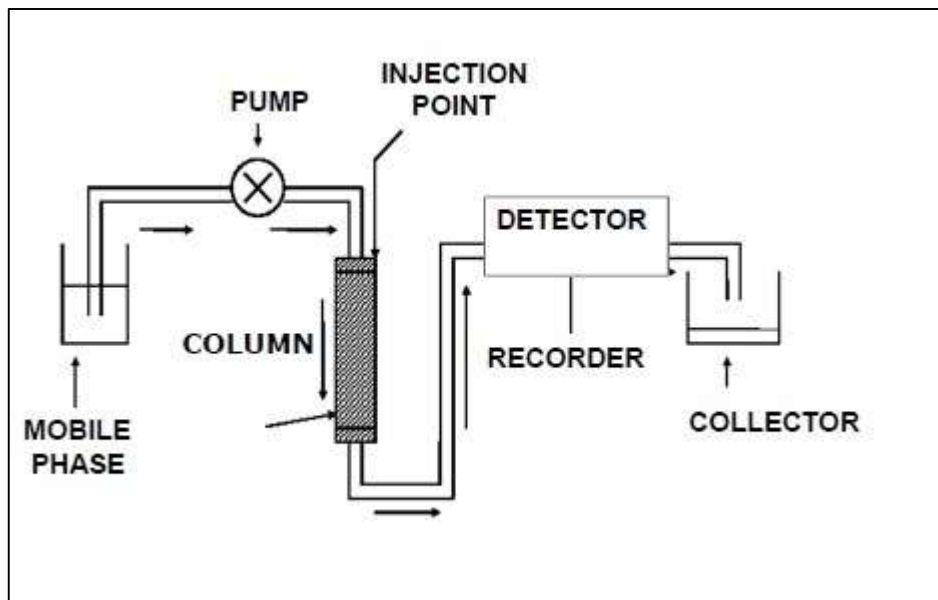 INJECTION
POINT
PUMP
DETECTOR
COLUMN
RECORDER
MOBILE
PHASE
COLLECTOR